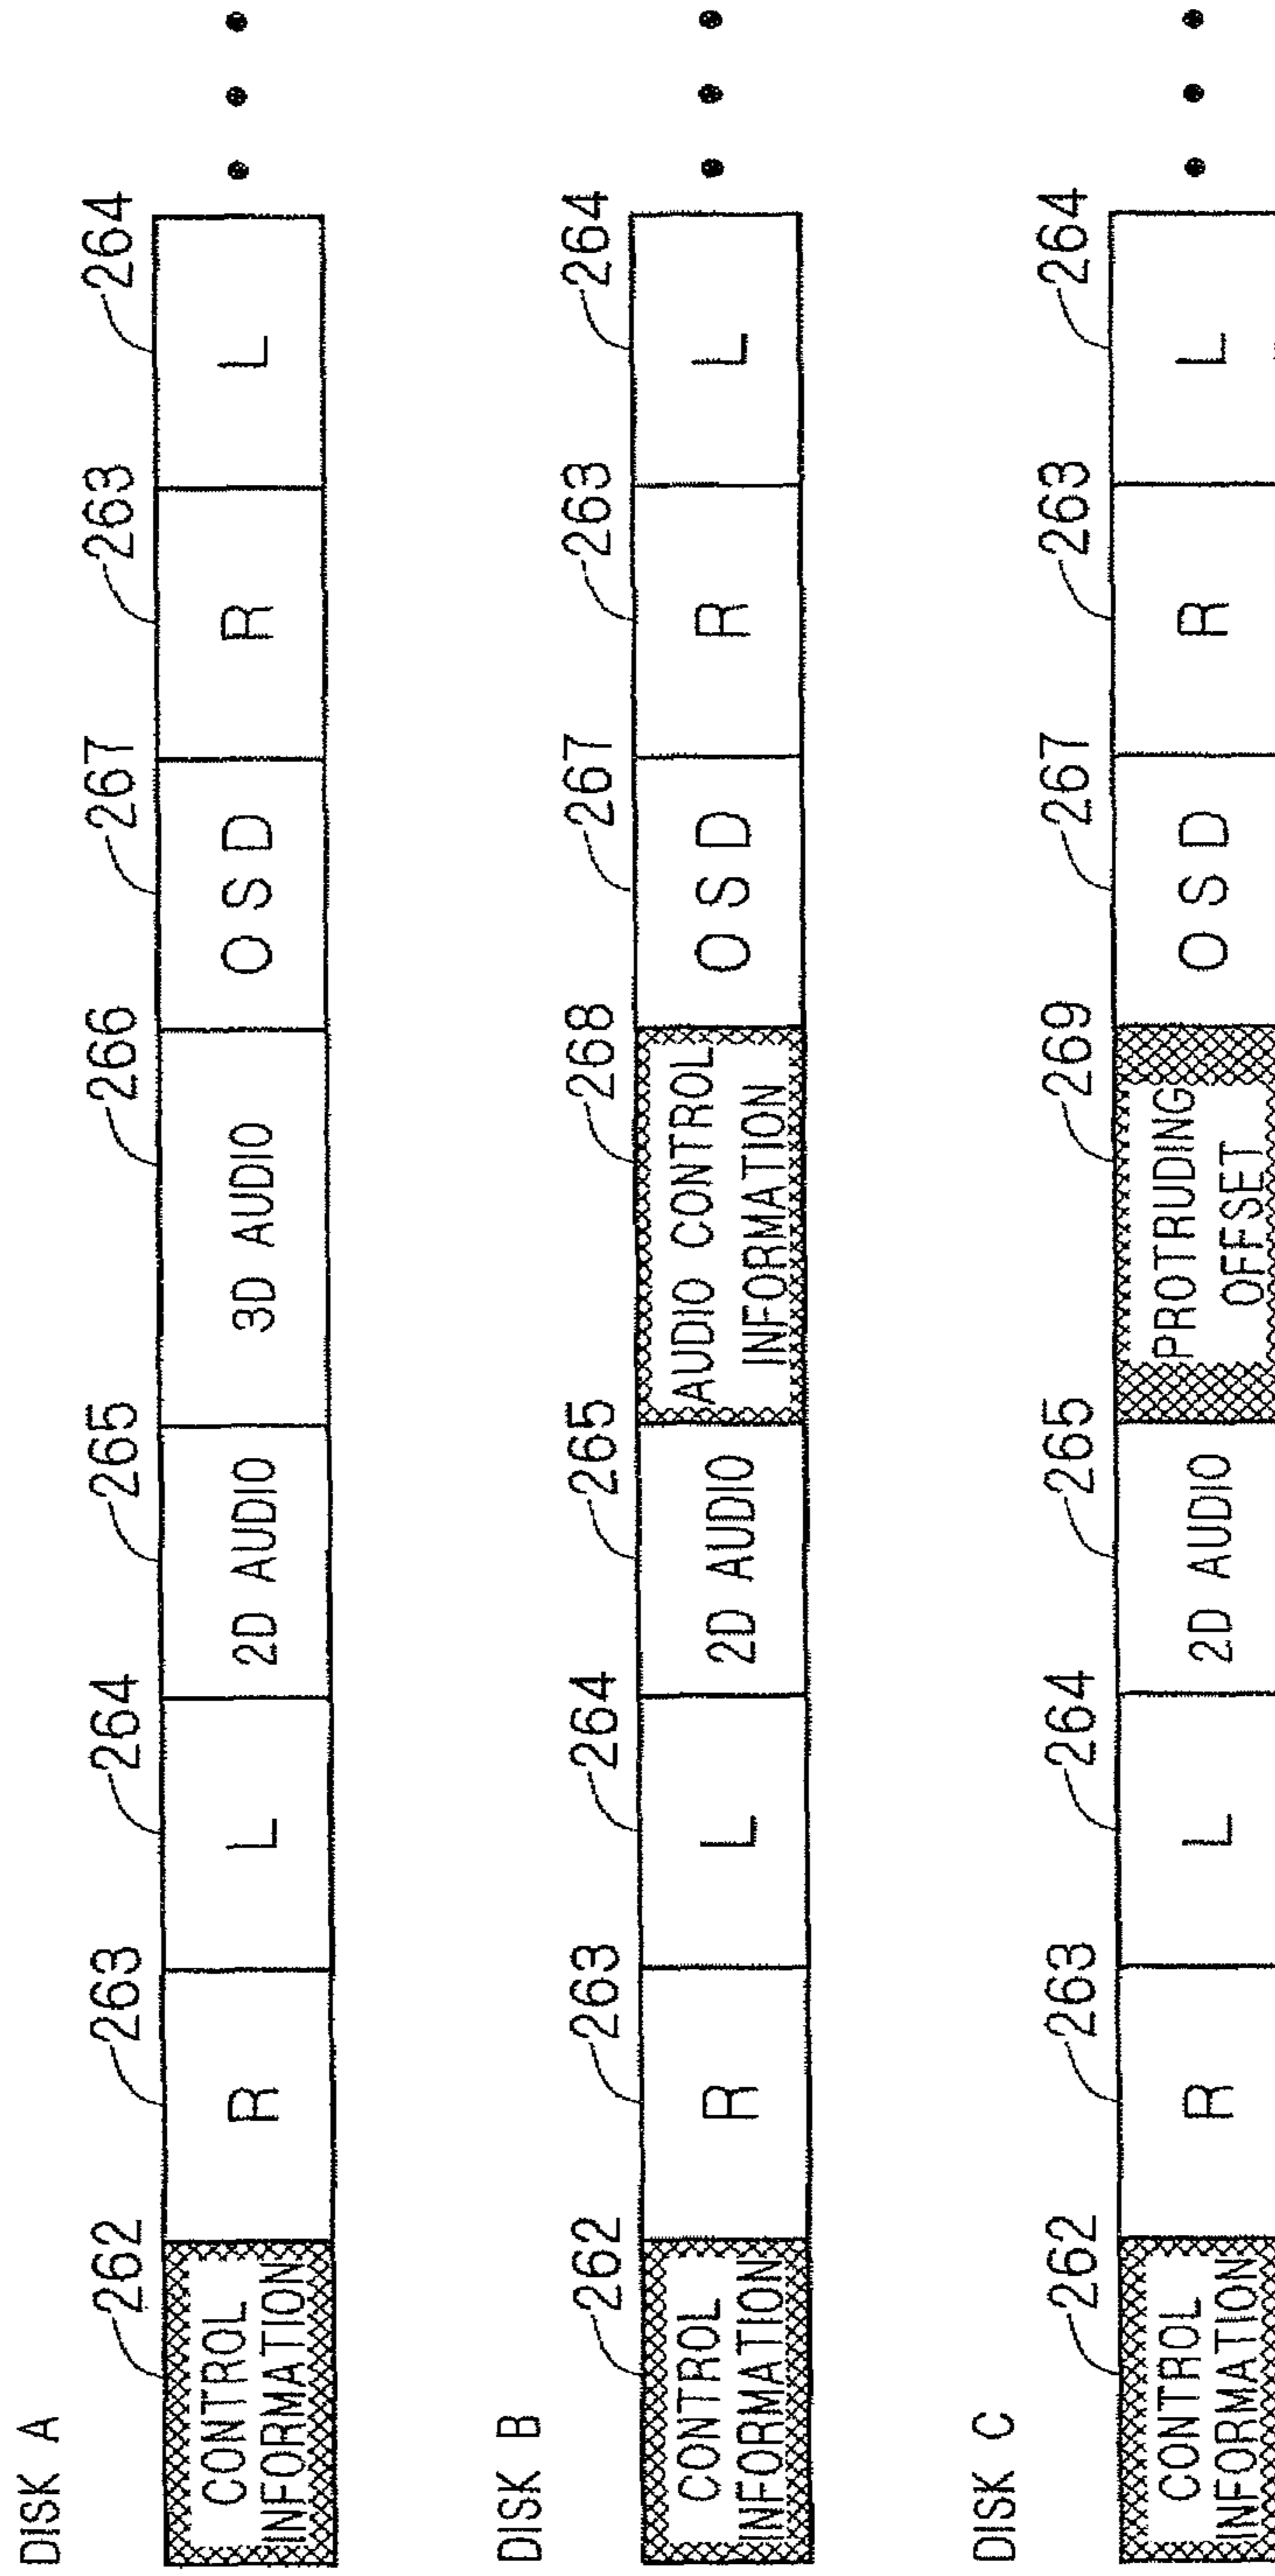 DISK A
262
263
264
265
266
267
263
264
CONTROL
INFORMATION
R
L
2D AUDIO
3D AUDIO
OSD
R
L
DISK B
262
263
264
265
268
267
263
264
CONTROL
INFORMATION
R
L
2D AUDIO
AUDIO CONTROL
INFORMATION
OSD
R
L
DISK C
262
263
264
265
269
267
263
264
CONTROL
INFORMATION
R
L
2D AUDIO
PROTRUDING
OFFSET
OSD
R
L